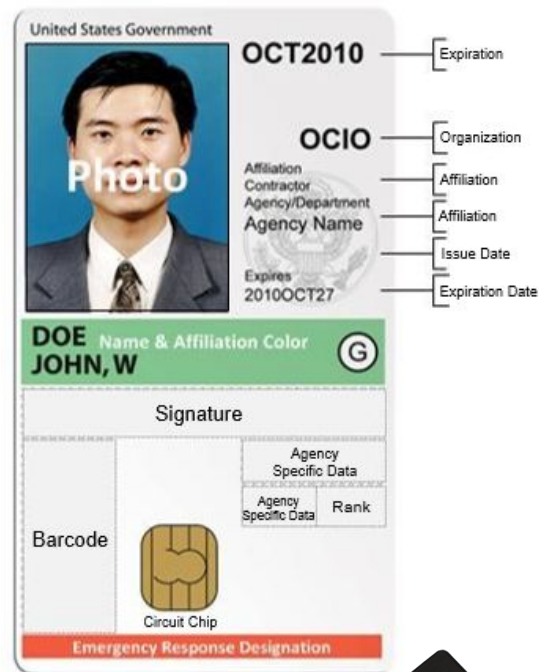 United States Government
OCT2010
Expiration
Photo
OCIO
Organization
Affiliation
Contractor
Affiliation
Agency/Department
Agency Name
Affiliation
Issue Date
Expires
2010OCT27
Expiration Date
DOE Name & Affiliation Color
JOHN, W
G
Signature
Agency
Specific Data
Agency
Specific Data
Rank
Barcode
Circuit Chip
Emergency Response Designation